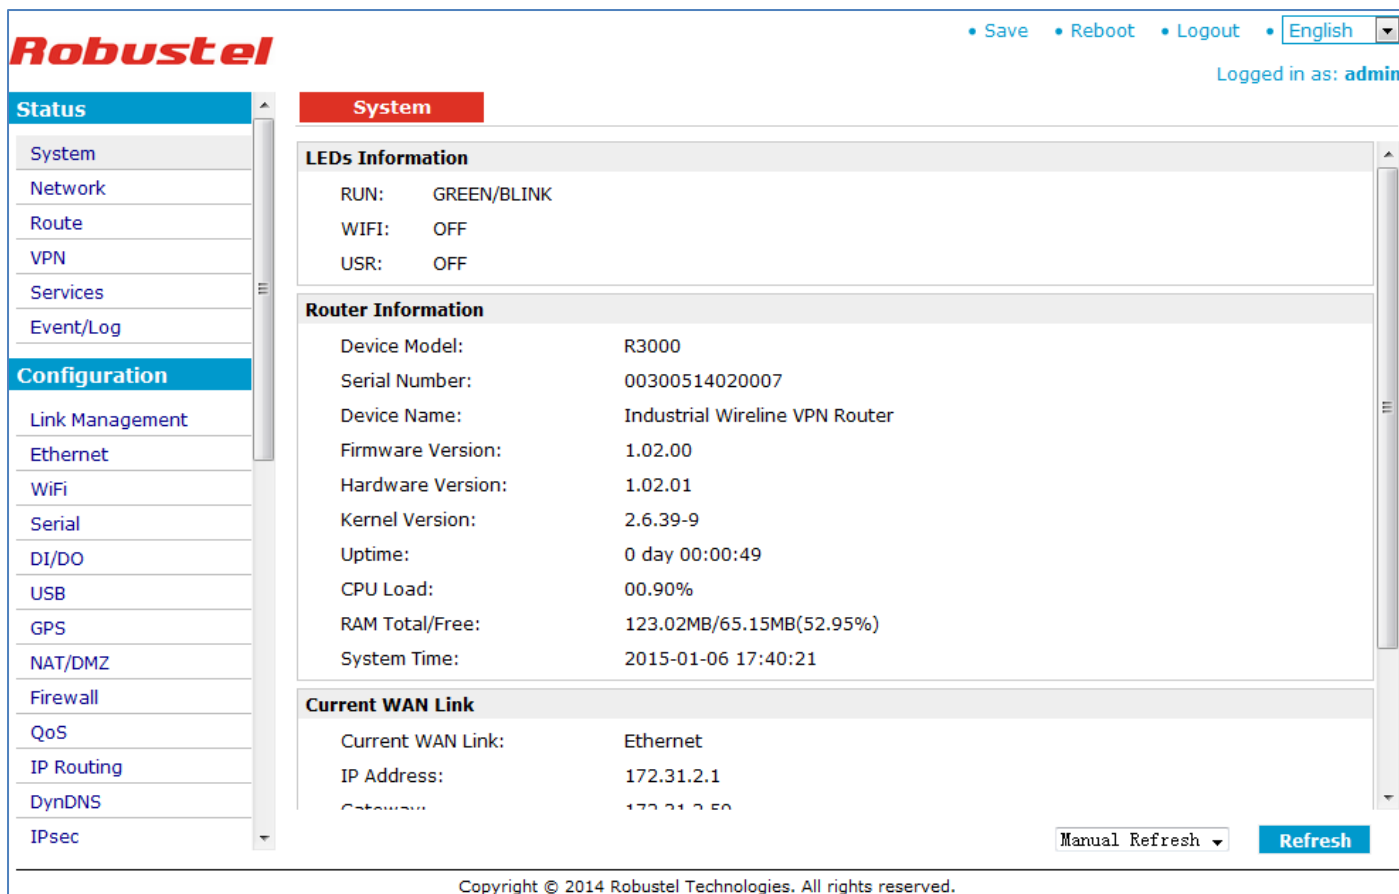 Robustel
• Save • Reboot • Logout • English
Logged in as: admin
Status
System
Network
Route
VPN
Services
Event/Log
Configuration
Link Management
Ethernet
WiFi
Serial
DI/DO
USB
GPS
NAT/DMZ
Firewall
QoS
IP Routing
DynDNS
IPsec
System
LEDs Information
RUN: GREEN/BLINK
WIFI: OFF
USR: OFF
Router Information
Device Model: R3000
Serial Number: 00300514020007
Device Name: Industrial Wireline VPN Router
Firmware Version: 1.02.00
Hardware Version: 1.02.01
Kernel Version: 2.6.39-9
Uptime: 0 day 00:00:49
CPU Load: 00.90%
RAM Total/Free: 123.02MB/65.15MB(52.95%)
System Time: 2015-01-06 17:40:21
Current WAN Link
Current WAN Link: Ethernet
IP Address: 172.31.2.1
Gateway:
Manual Refresh Refresh
Copyright © 2014 Robustel Technologies. All rights reserved.